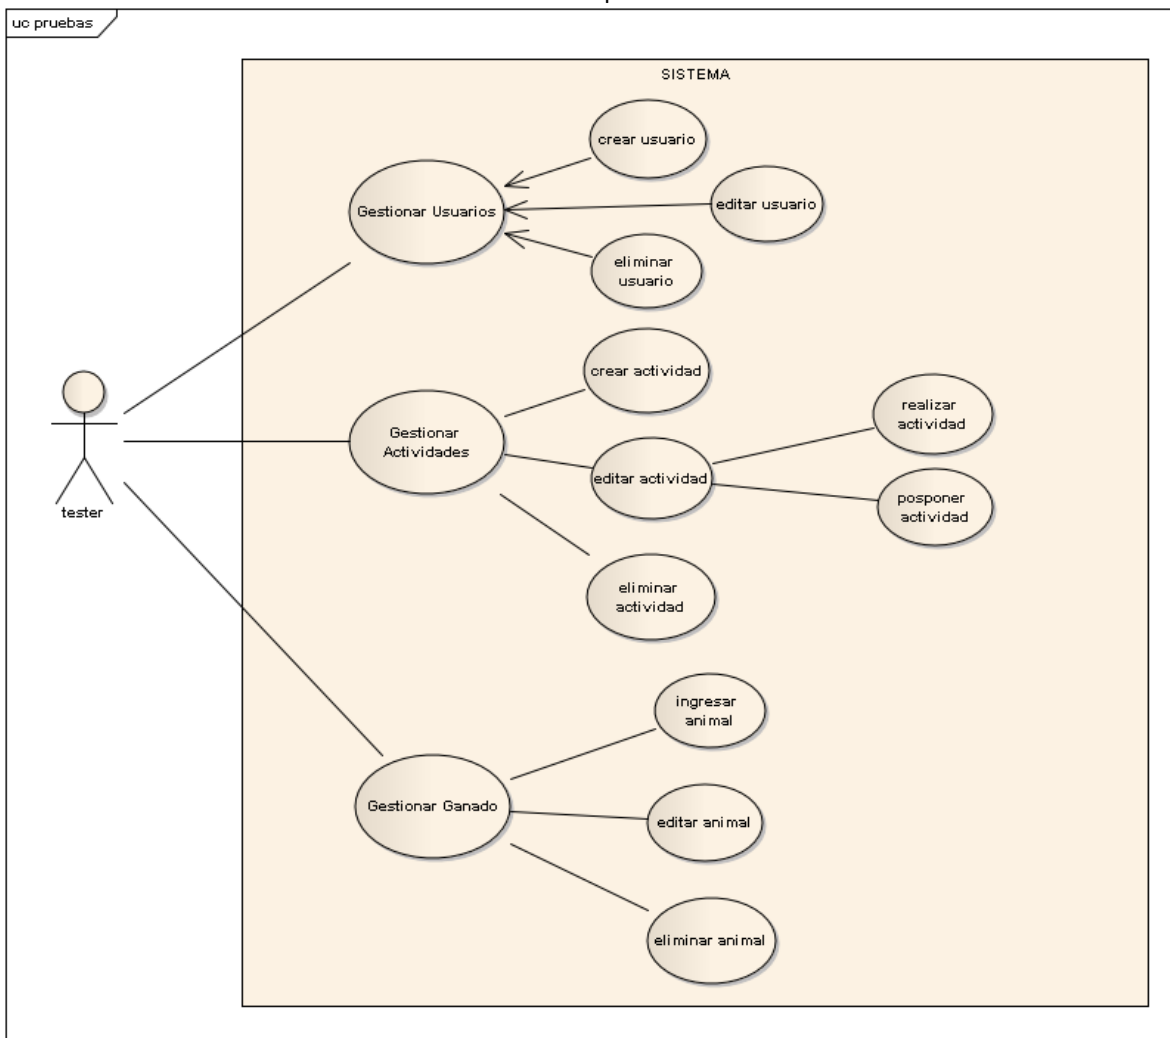 uc pruebas
SISTEMA
crear usuario
Gestionar Usuarios
editar usuario
eliminar
usuario
crear actividad
Gestionar
Actividades
editar actividad
realizar
actividad
posponer
actividad
eliminar
actividad
tester
ingresar
animal
Gestionar Ganado
editar animal
eliminar animal